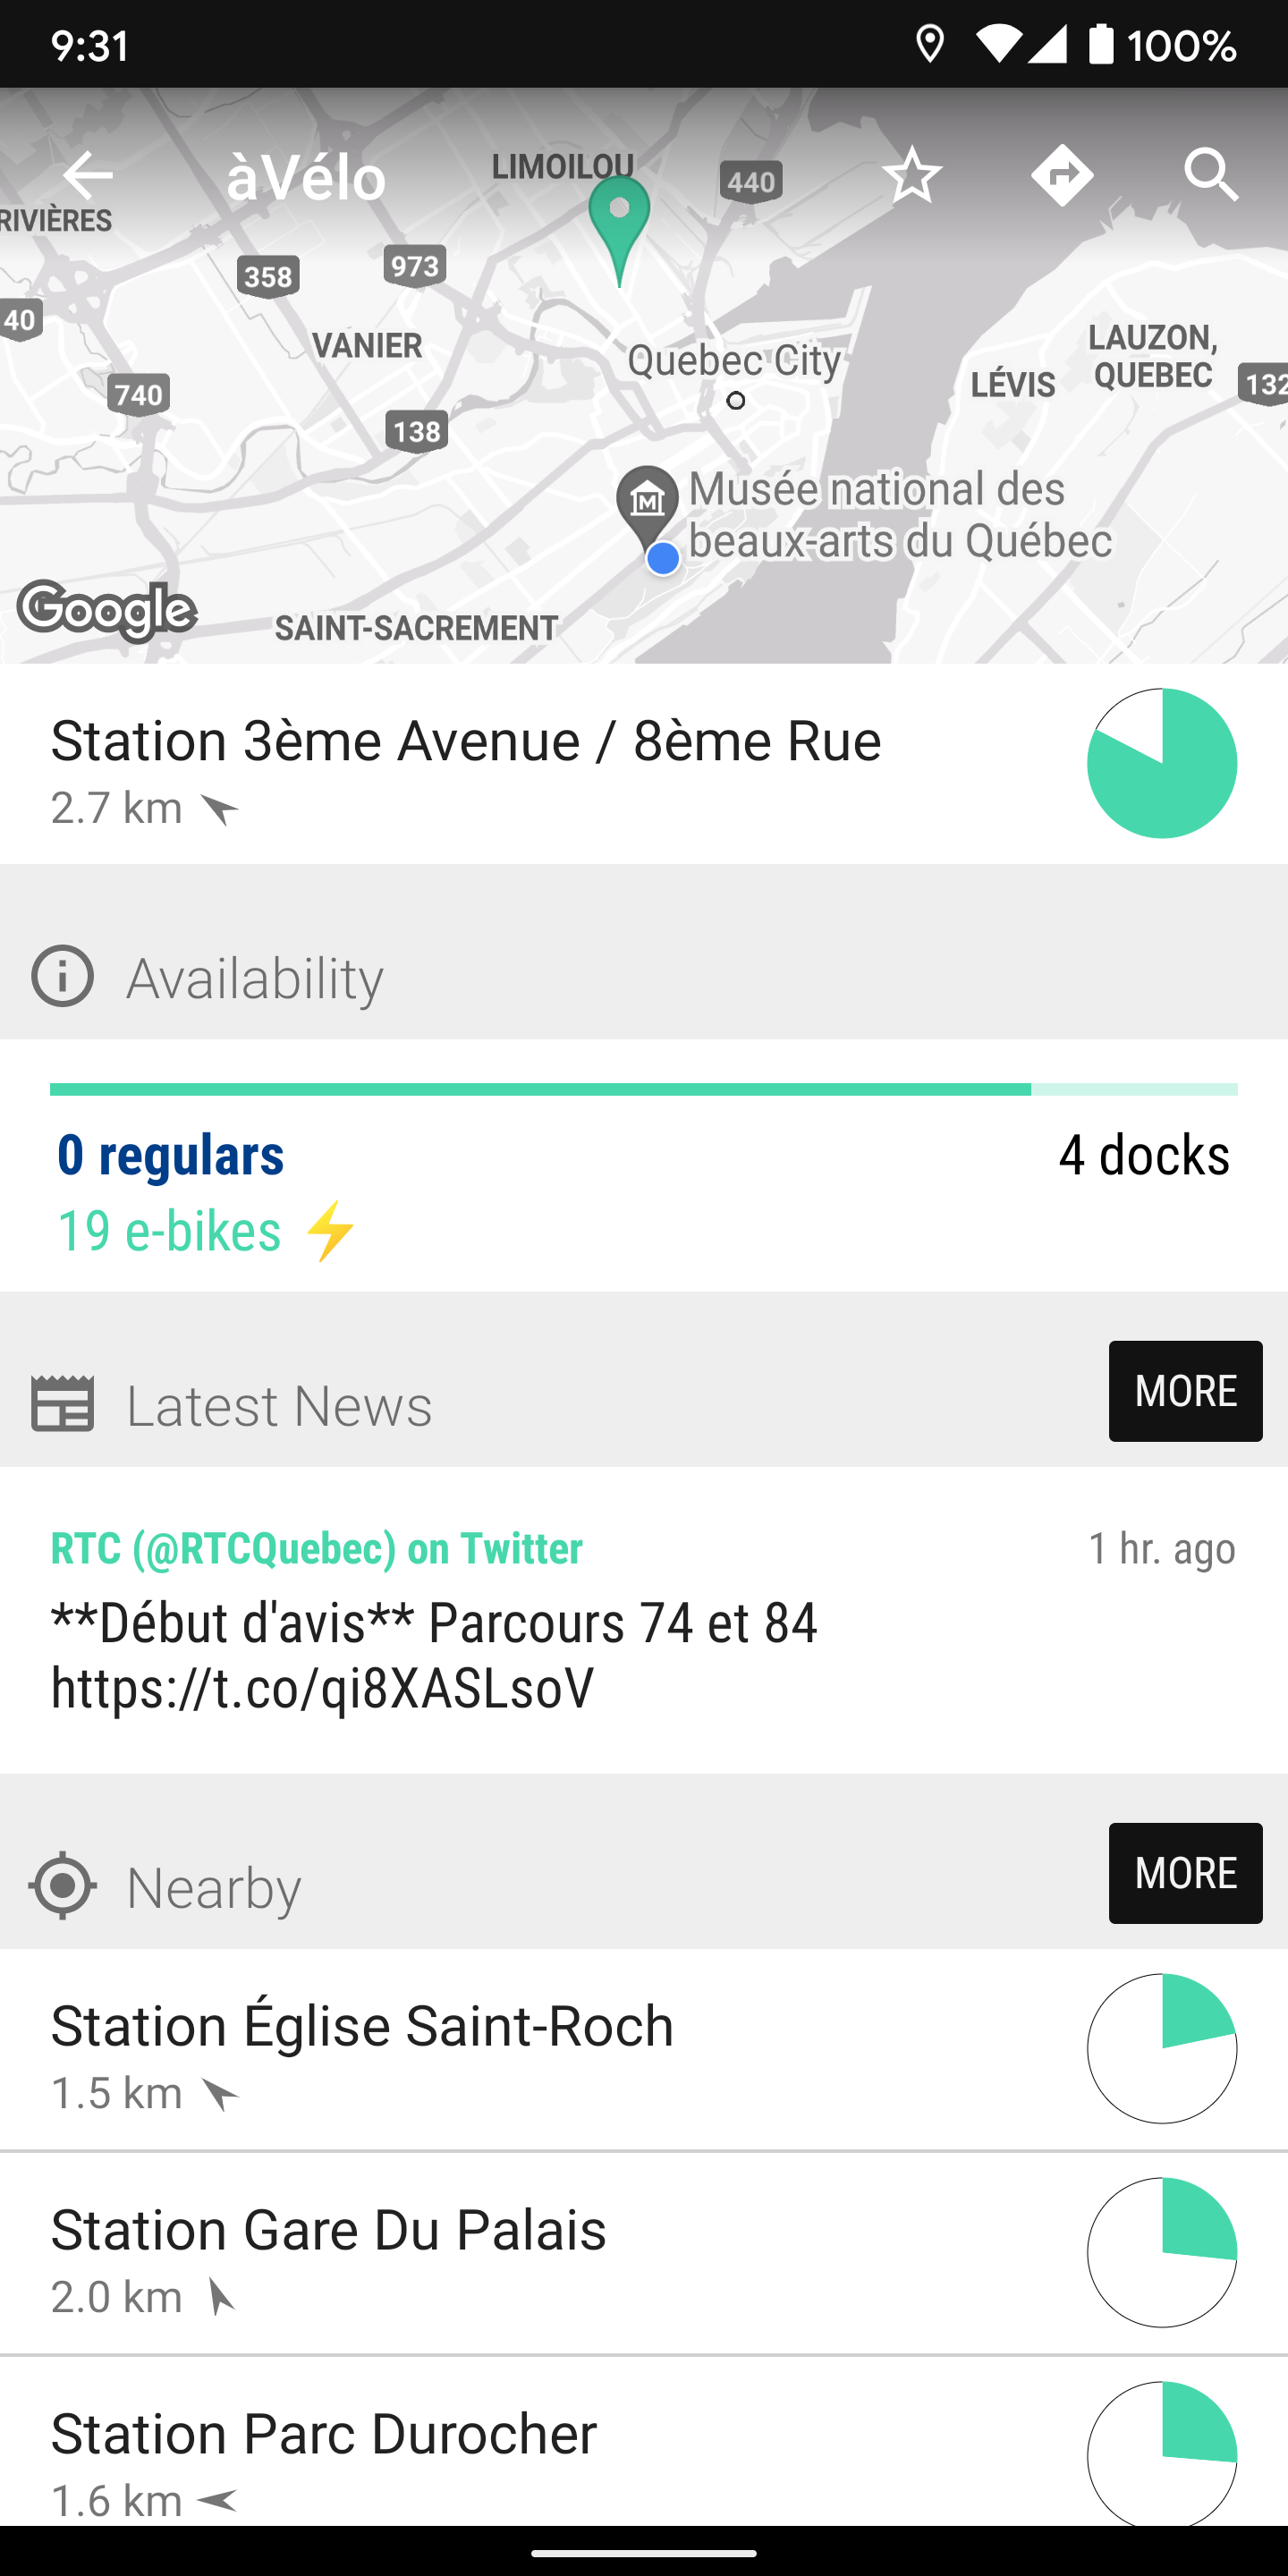 9:31
100%
àVélo
LIMOILOU
440
RIVIÈRES
358
973
40
VANIER
Quebec City
LAUZON,
QUEBEC
LÉVIS
132
740
138
M
Musée national des
beaux-arts du Québec
Google
SAINT-SACREMENT
Station 3ème Avenue / 8ème Rue
2.7 km
Availability
0 regulars
4 docks
19 e-bikes ⚡
Latest News
MORE
RTC (@RTCQuebec) on Twitter
1 hr. ago
**Début d'avis** Parcours 74 et 84
https://t.co/qi8XASLsoV
Nearby
MORE
Station Église Saint-Roch
1.5 km
Station Gare Du Palais
2.0 km
Station Parc Durocher
1.6 km